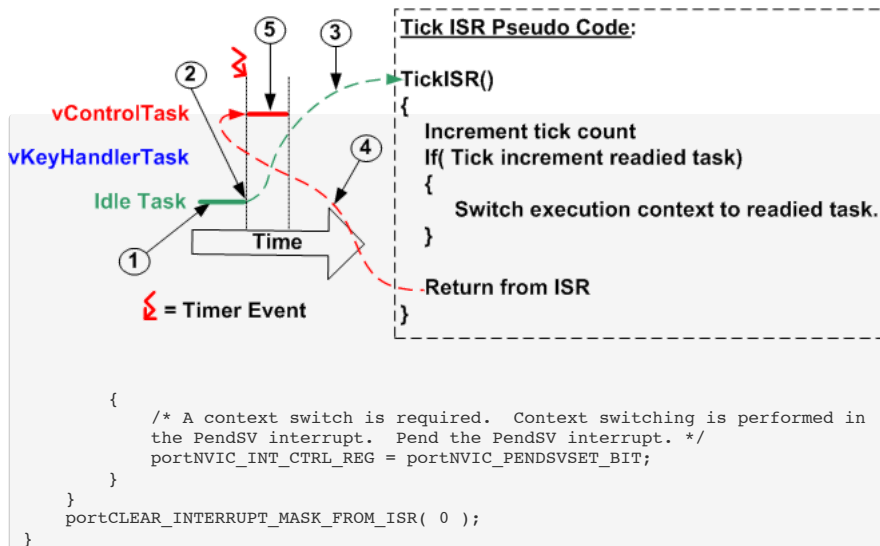 5
3
2
Tick ISR Pseudo Code:
TickISR()
{
Increment tick count
If( Tick increment readied task)
{
Switch execution context to readied task.
}
Return from ISR
}
vControlTask
vKeyHandlerTask
4
Idle Task
Time
1
= Timer Event
{
/* A context switch is required.  Context switching is performed in
the PendSV interrupt.  Pend the PendSV interrupt. */
portNVIC_INT_CTRL_REG = portNVIC_PENDSVSET_BIT;
}
}
portCLEAR_INTERRUPT_MASK_FROM_ISR( 0 );
}